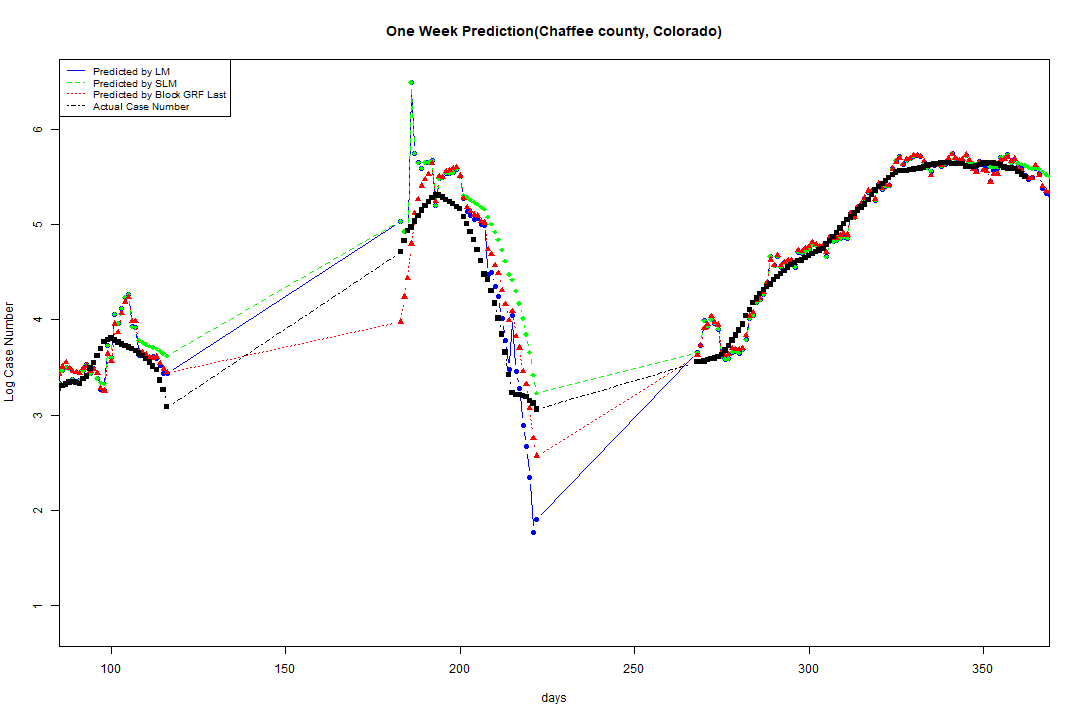 One Week Prediction(Chaffee county, Colorado)
Predicted by LM
Predicted by SLM
Predicted by Block GRF Last
Actual Case Number
6
5
4
3
2
1
Log Case Number
100 150 200 250 300 350
days